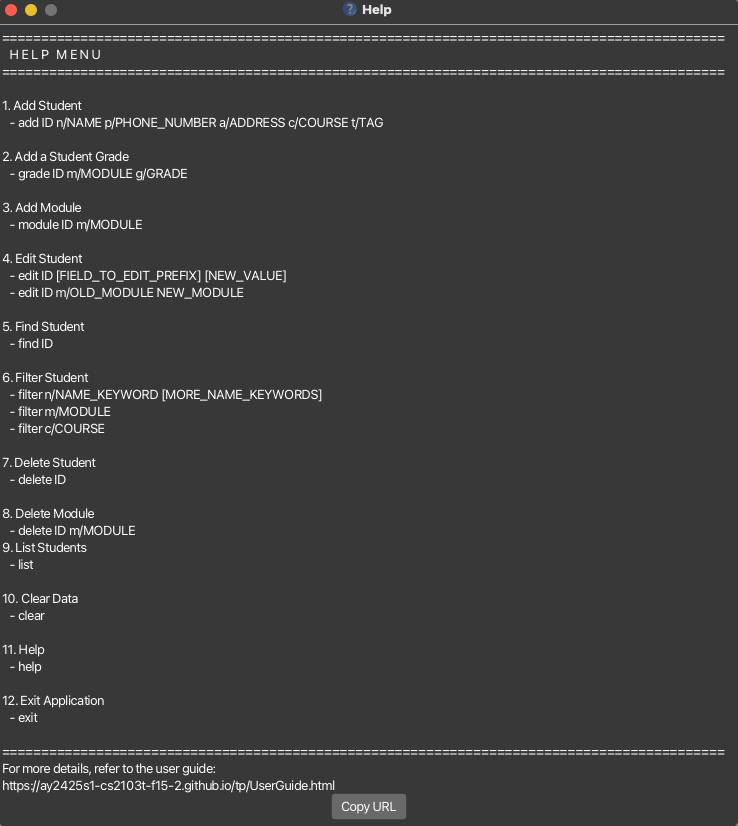 Help
==============================================================================================
HELP MENU
==============================================================================================
1. Add Student
- add ID n/NAME p/PHONE_NUMBER a/ADDRESS c/COURSE t/TAG
2. Add a Student Grade
- grade ID m/MODULE g/GRADE
3. Add Module
- module ID m/MODULE
4. Edit Student
- edit ID [FIELD_TO_EDIT_PREFIX] [NEW_VALUE]
- edit ID m/OLD_MODULE NEW_MODULE
5. Find Student
- find ID
6. Filter Student
- filter n/NAME_KEYWORD [MORE_NAME_KEYWORDS]
- filter m/MODULE
- filter c/COURSE
7. Delete Student
- delete ID
8. Delete Module
- delete ID m/MODULE
9. List Students
- list
10. Clear Data
- clear
11. Help
- help
12. Exit Application
- exit
==============================================================================================
For more details, refer to the user guide:
https://ay2425s1-cs2103t-f15-2.github.io/tp/UserGuide.html
Copy URL